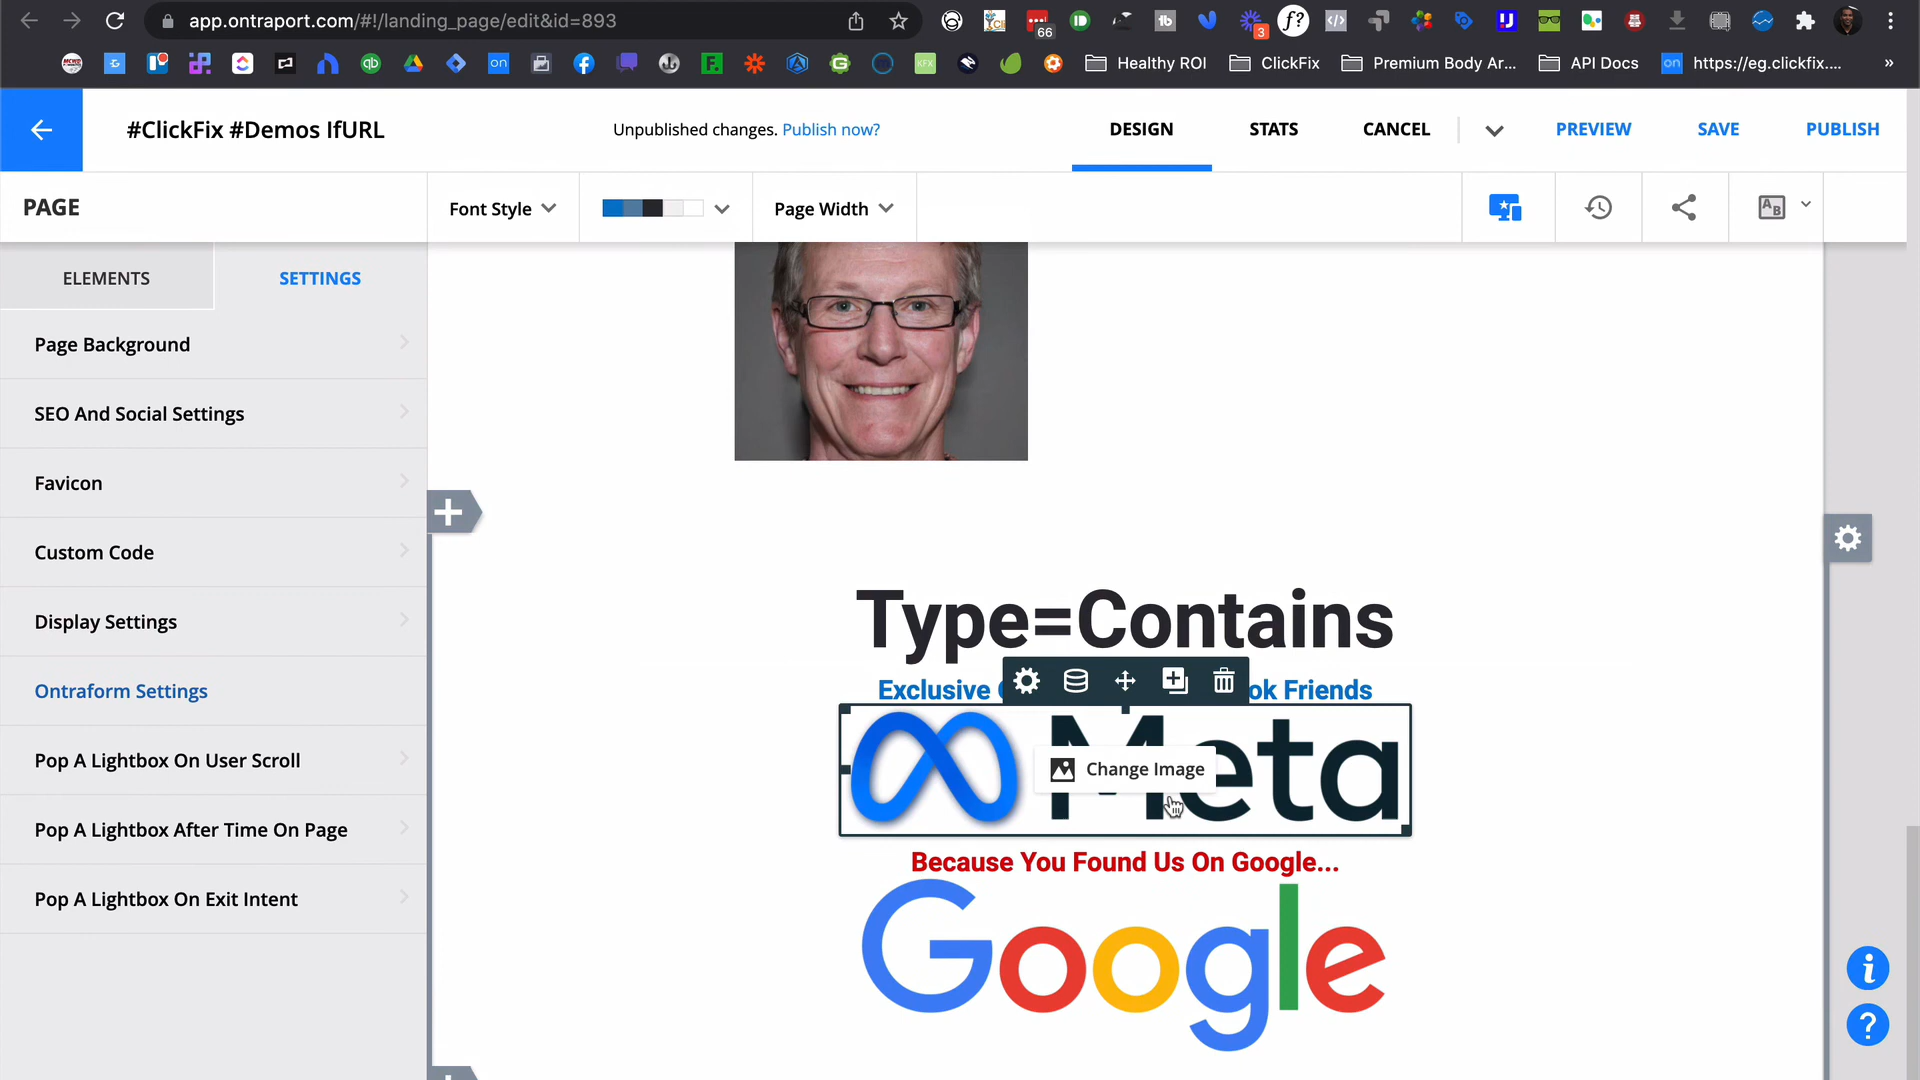 app.ontraport.com/#!/landing_page/edit&id=893
66
3
f?
Healthy ROI
ClickFix
Premium Body Ar...
API Docs
on
https://eg.clickfix....
»
#ClickFix #Demos IfURL
Unpublished changes. Publish now?
DESIGN
STATS
CANCEL
PREVIEW
SAVE
PUBLISH
PAGE
Font Style
Page Width
ELEMENTS
SETTINGS
Page Background
SEO And Social Settings
Favicon
Custom Code
Display Settings
Ontraform Settings
Pop A Lightbox On User Scroll
Pop A Lightbox After Time On Page
Pop A Lightbox On Exit Intent
Type=Contains
Exclusive
ok Friends
Meta
Change Image
Because You Found Us On Google...
Google